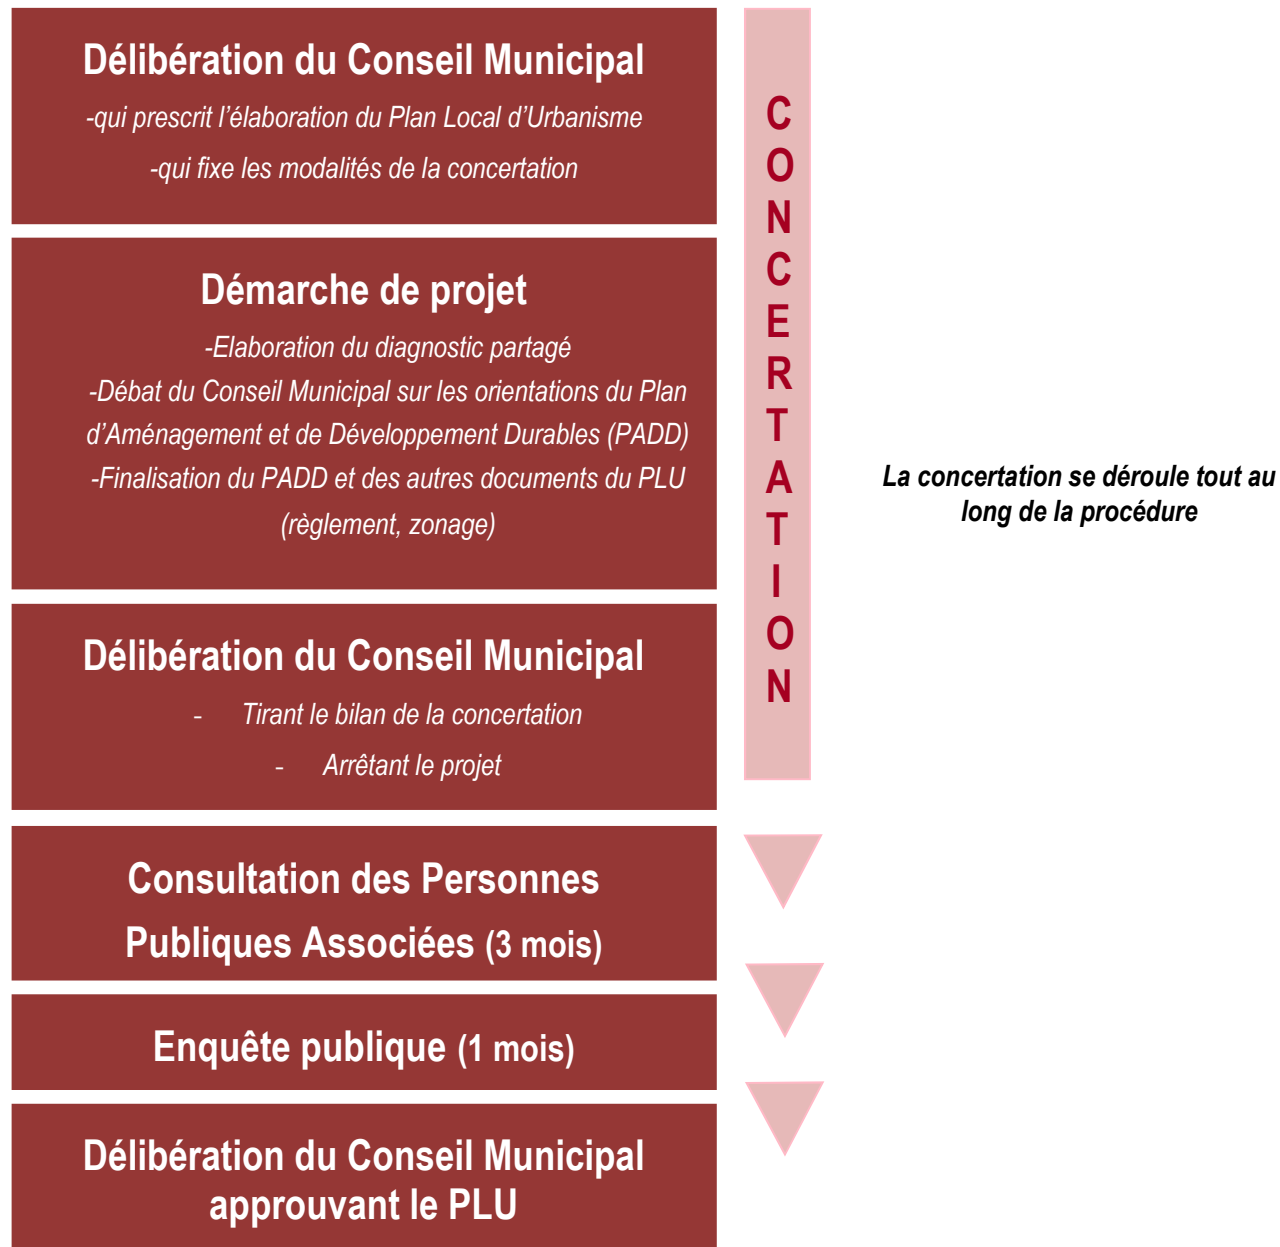 Délibération du Conseil Municipal
-qui prescrit l’élaboration du Plan Local d’Urbanisme
-qui fixe les modalités de la concertation
Démarche de projet
-Elaboration du diagnostic partagé
-Débat du Conseil Municipal sur les orientations du Plan
d’Aménagement et de Développement Durables (PADD)
-Finalisation du PADD et des autres documents du PLU
(règlement, zonage)
Délibération du Conseil Municipal
- Tirant le bilan de la concertation
- Arrêtant le projet
Consultation des Personnes
Publiques Associées (3 mois)
Enquête publique (1 mois)
Délibération du Conseil Municipal
approuvant le PLU
C
O
N
C
E
R
T
A
T
I
O
N
La concertation se déroule tout au
long de la procédure